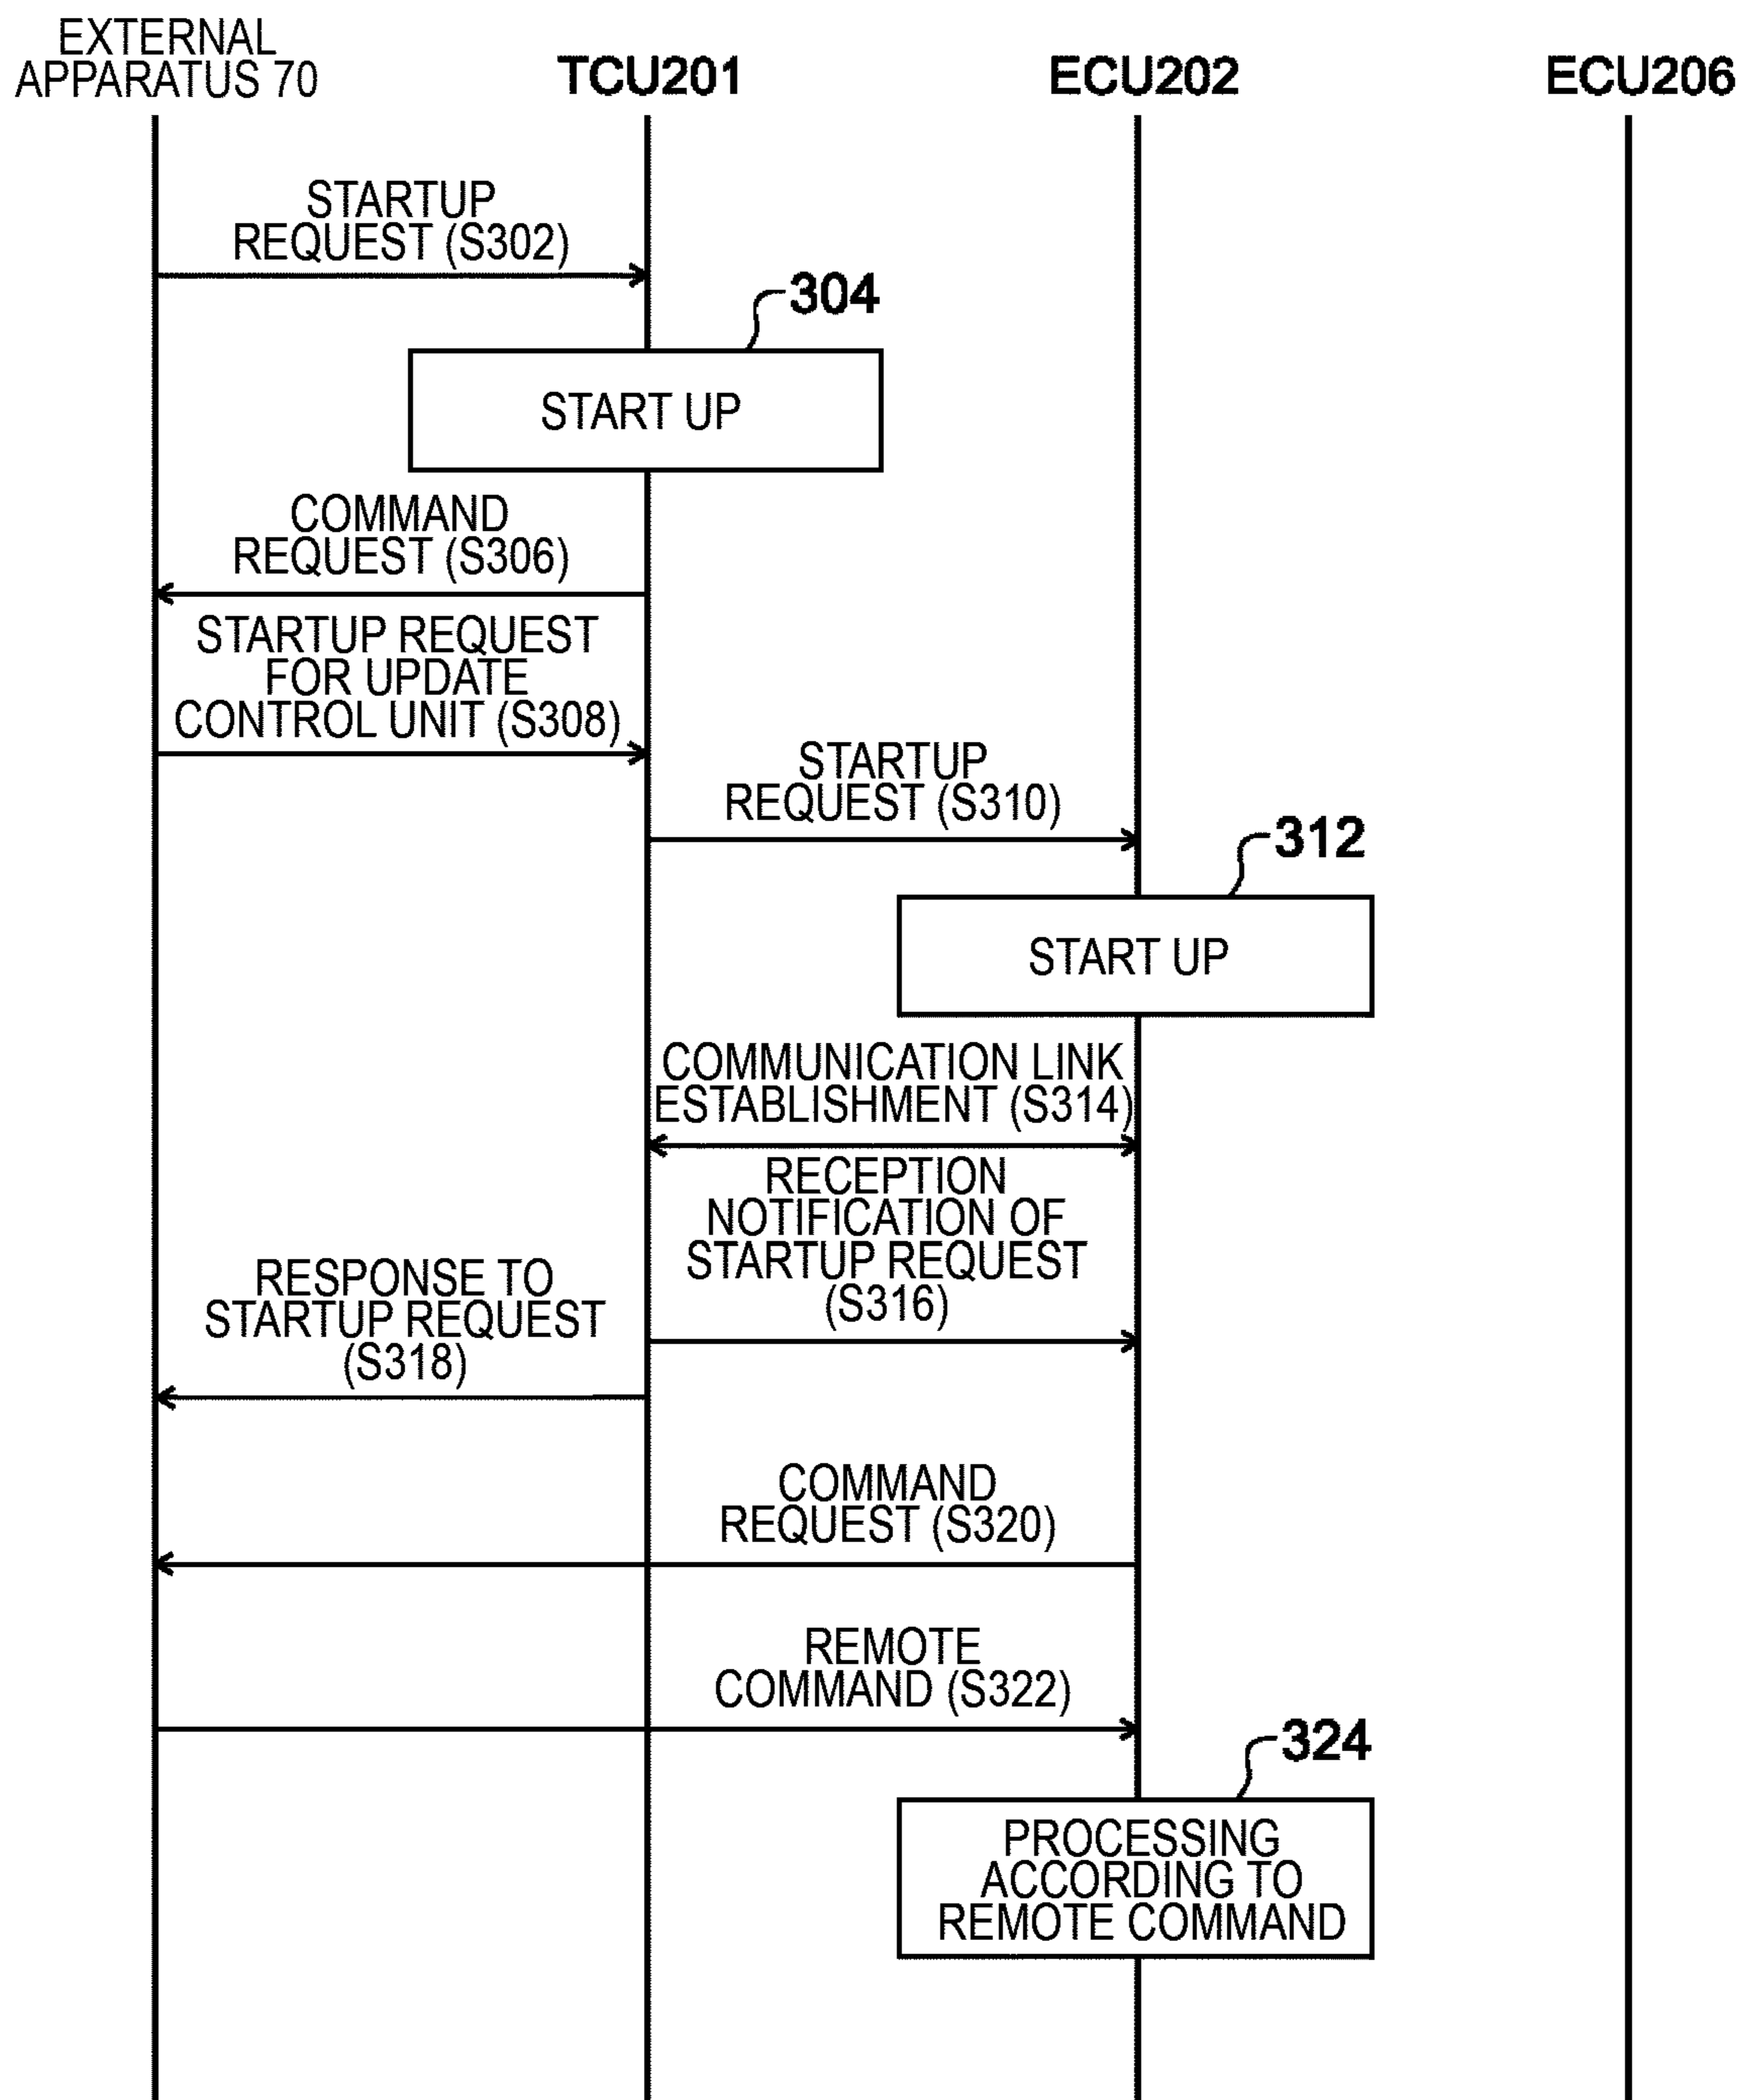 EXTERNAL
APPARATUS 70
TCU201
ECU202
ECU206
STARTUP
REQUEST (S302)
304
START UP
COMMAND
REQUEST (S306)
STARTUP REQUEST
FOR UPDATE
CONTROL UNIT (S308)
STARTUP
REQUEST (S310)
312
START UP
COMMUNICATION LINK
ESTABLISHMENT (S314)
RECEPTION
NOTIFICATION OF
STARTUP REQUEST
(S316)
RESPONSE TO
STARTUP REQUEST
(S318)
COMMAND
REQUEST (S320)
REMOTE
COMMAND (S322)
324
PROCESSING
ACCORDING TO
REMOTE COMMAND